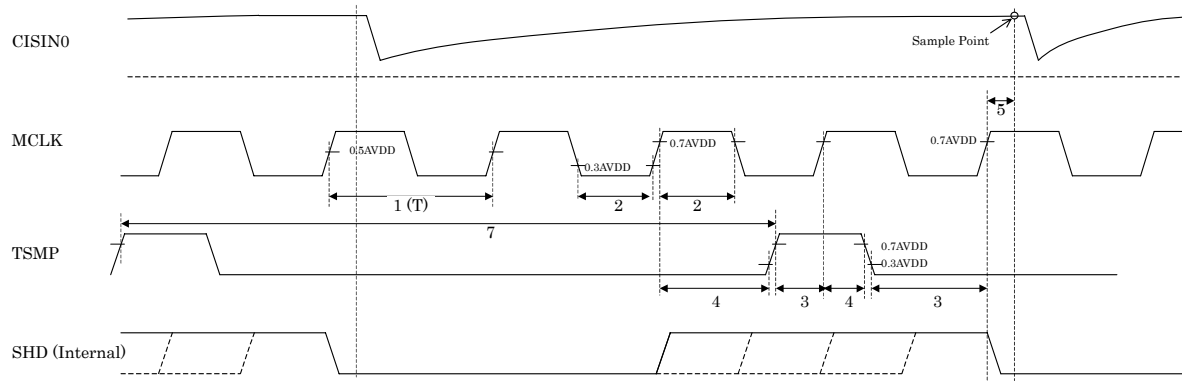 CISIN0
Sample Point
5
MCLK
0.5AVDD
0.3AVDD
0.7AVDD
0.7AVDD
1 (T)
2
2
7
TSMP
0.7AVDD
0.3AVDD
4
3
4
3
SHD (Internal)